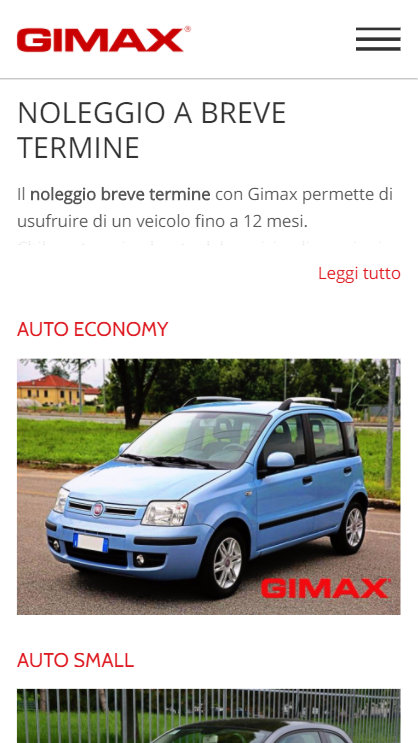 GIMAX®
NOLEGGIO A BREVE
TERMINE
Il noleggio breve termine con Gimax permette di
usufruire di un veicolo fino a 12 mesi.
Leggi tutto
AUTO ECONOMY
GIMAX
AUTO SMALL